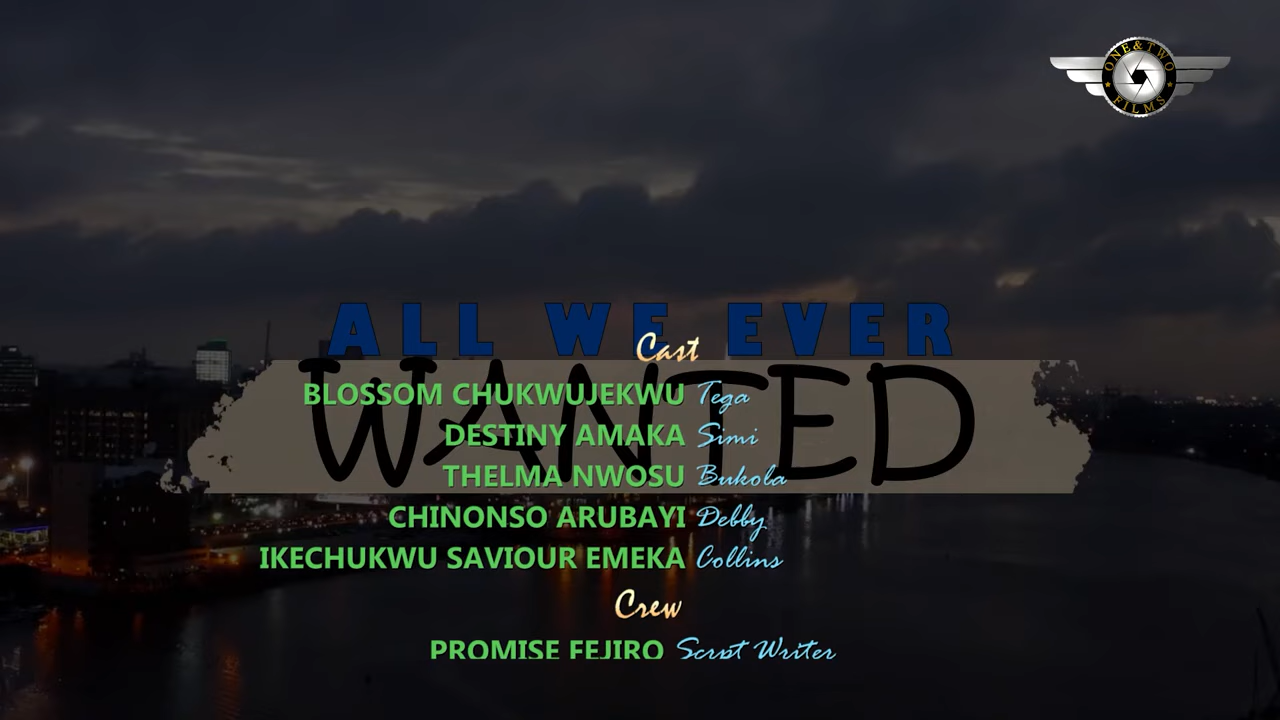 ONE & TWO
FILMS
ALL WE EVER
WANTED
Cast
BLOSSOM CHUKWUJEKWU Tega
DESTINY AMAKA Simi
THELMA NWOSU Bukola
CHINONSO ARUBAYI Debby
IKECHUKWU SAVIOUR EMEKA Collins
Crew
PROMISE FEJIRO Script Writer